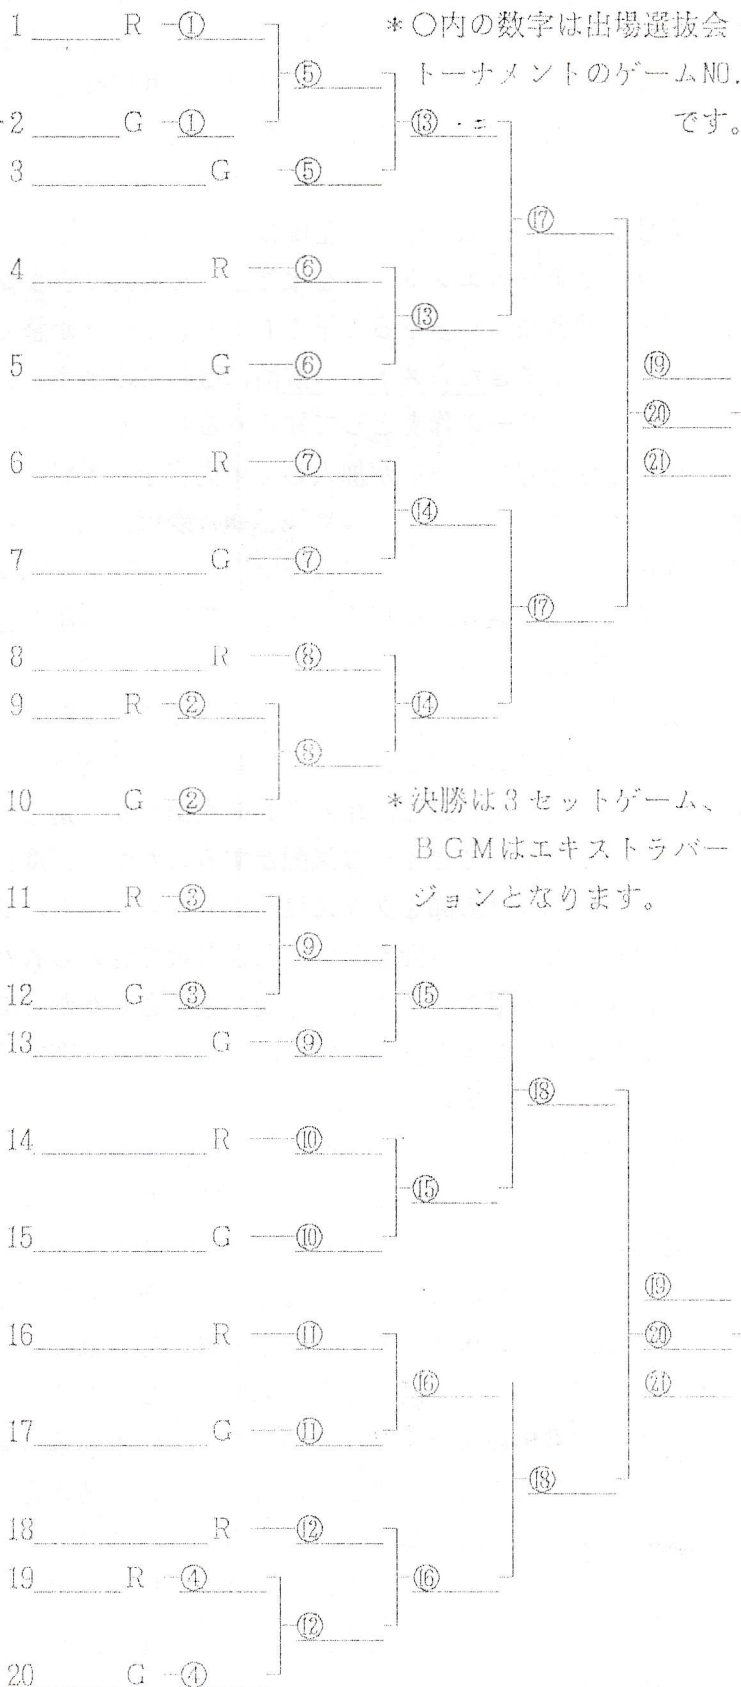 1 R ①
*○内の数字は出場選抜会
⑤
トーナメントのゲームNO.
2 G ①
⑬
です。
3 G ⑤
⑰
4 R ⑥
⑬
5 G ⑥
⑲
⑳
6 R ⑦
㉑
⑭
7 G ⑦
⑰
8 R ⑧
9 R ②
⑭
⑧
10 G ②
*決勝は3セットゲーム、
BGMはエキストラバー
ジョンとなります。
11 R ③
⑨
12 G ③
⑮
13 G ⑨
⑱
14 R ⑩
⑮
15 G ⑩
⑲
16 R ⑪
⑳
⑯
㉑
17 G ⑪
⑱
18 R ⑫
19 R ④
⑯
⑫
20 G ④